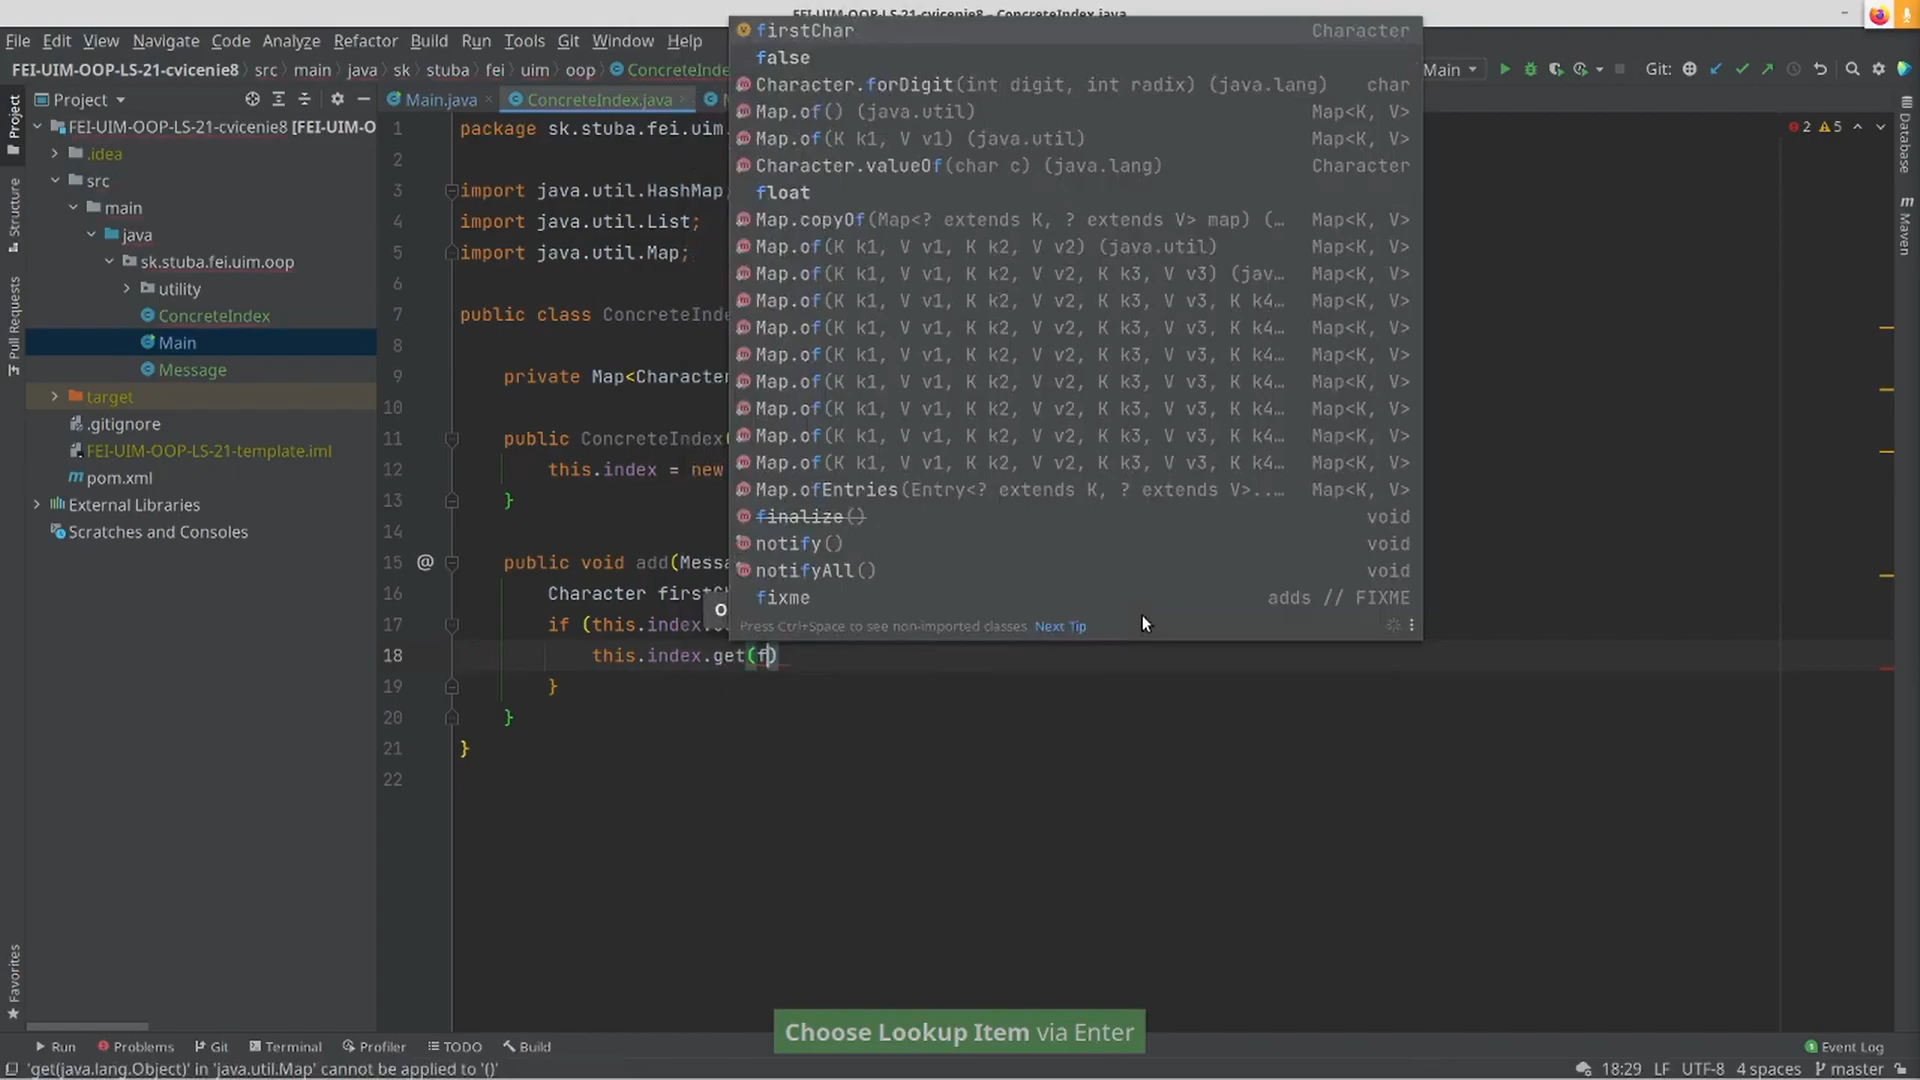 FEI-UIM-OOP-LS-21-cvicenie8 - ConcreteIndex.java
File Edit View Navigate Code Analyze Refactor Build Run Tools Git Window Help
FEI-UIM-OOP-LS-21-cvicenie8 src main java sk stuba fei uim oop ConcreteInde Main Git:
Project Main.java ConcreteIndex.java
FEI-UIM-OOP-LS-21-cvicenie8 [FEI-UIM-O
.idea
src
main
java
sk.stuba.fei.uim.oop
utility
ConcreteIndex
Main
Message
target
.gitignore
FEI-UIM-OOP-LS-21-template.iml
pom.xml
External Libraries
Scratches and Consoles
Project
Structure
Pull Requests
Favorites
1 package sk.stuba.fei.uim.
2
3 import java.util.HashMap;
4 import java.util.List;
5 import java.util.Map;
6
7 public class ConcreteInde
8
9 private Map<Character
10
11 public ConcreteIndex(
12 this.index = new
13 }
14
15 @ public void add(Messa
16 Character firstCh
17 if (this.index.
18 this.index.get(f)
19 }
20 }
21 }
22
firstChar Character
false
Character.forDigit(int digit, int radix) (java.lang) char
Map.of() (java.util) Map<K, V>
Map.of(K k1, V v1) (java.util) Map<K, V>
Character.valueOf(char c) (java.lang) Character
float
Map.copyOf(Map<? extends K, ? extends V> map) (… Map<K, V>
Map.of(K k1, V v1, K k2, V v2) (java.util) Map<K, V>
Map.of(K k1, V v1, K k2, V v2, K k3, V v3) (jav… Map<K, V>
Map.of(K k1, V v1, K k2, V v2, K k3, V v3, K k4… Map<K, V>
Map.of(K k1, V v1, K k2, V v2, K k3, V v3, K k4… Map<K, V>
Map.of(K k1, V v1, K k2, V v2, K k3, V v3, K k4… Map<K, V>
Map.of(K k1, V v1, K k2, V v2, K k3, V v3, K k4… Map<K, V>
Map.of(K k1, V v1, K k2, V v2, K k3, V v3, K k4… Map<K, V>
Map.of(K k1, V v1, K k2, V v2, K k3, V v3, K k4… Map<K, V>
Map.of(K k1, V v1, K k2, V v2, K k3, V v3, K k4… Map<K, V>
Map.ofEntries(Entry<? extends K, ? extends V>... Map<K, V>
finalize() void
notify() void
notifyAll() void
fixme adds // FIXME
Press Ctrl+Space to see non-imported classes Next Tip
2 5
Database
Maven
Choose Lookup Item via Enter
Run Problems Git Terminal Profiler TODO Build 1 Event Log
'get(java.lang.Object)' in 'java.util.Map' cannot be applied to '()' 18:29 LF UTF-8 4 spaces master